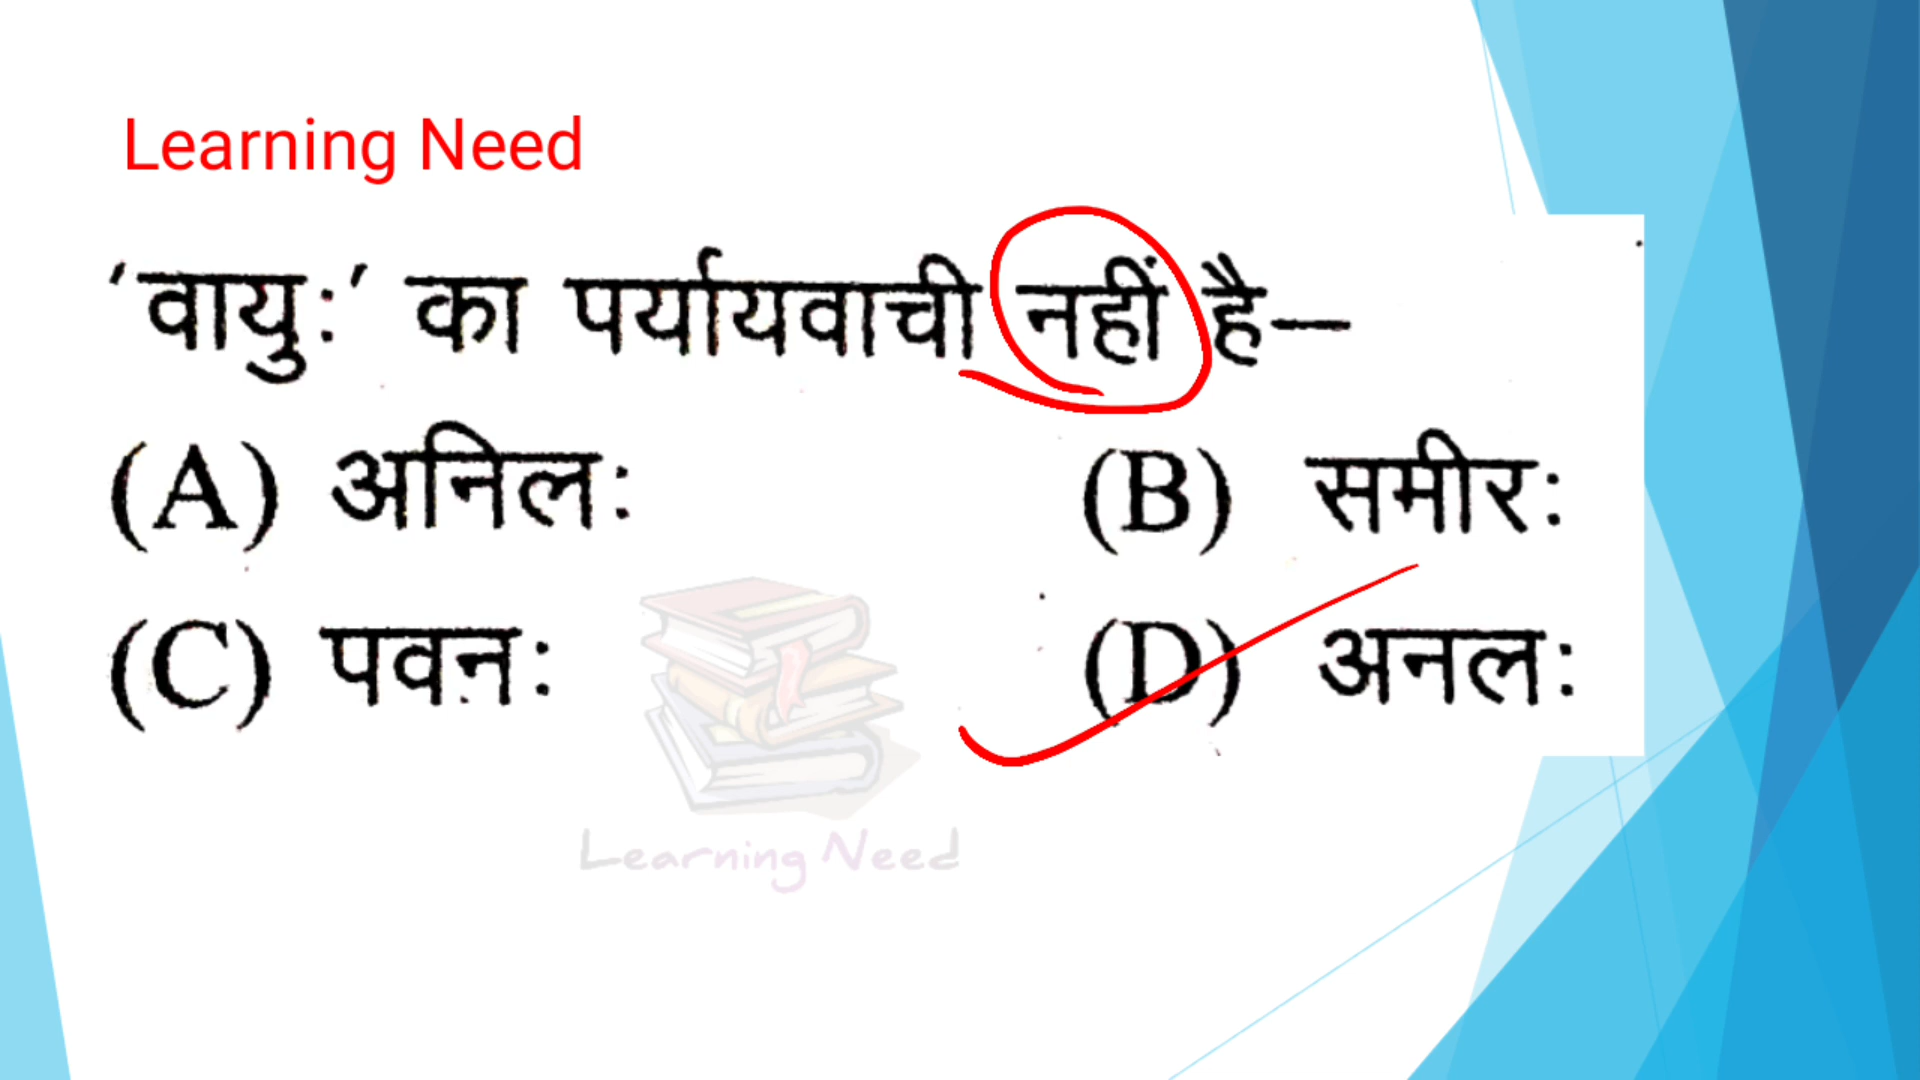 Learning Need
'वायुः' का पर्यायवाची नहीं है—
(A) अनिलः (B) समीरः
(C) पवनः (D) अनलः
Learning Need